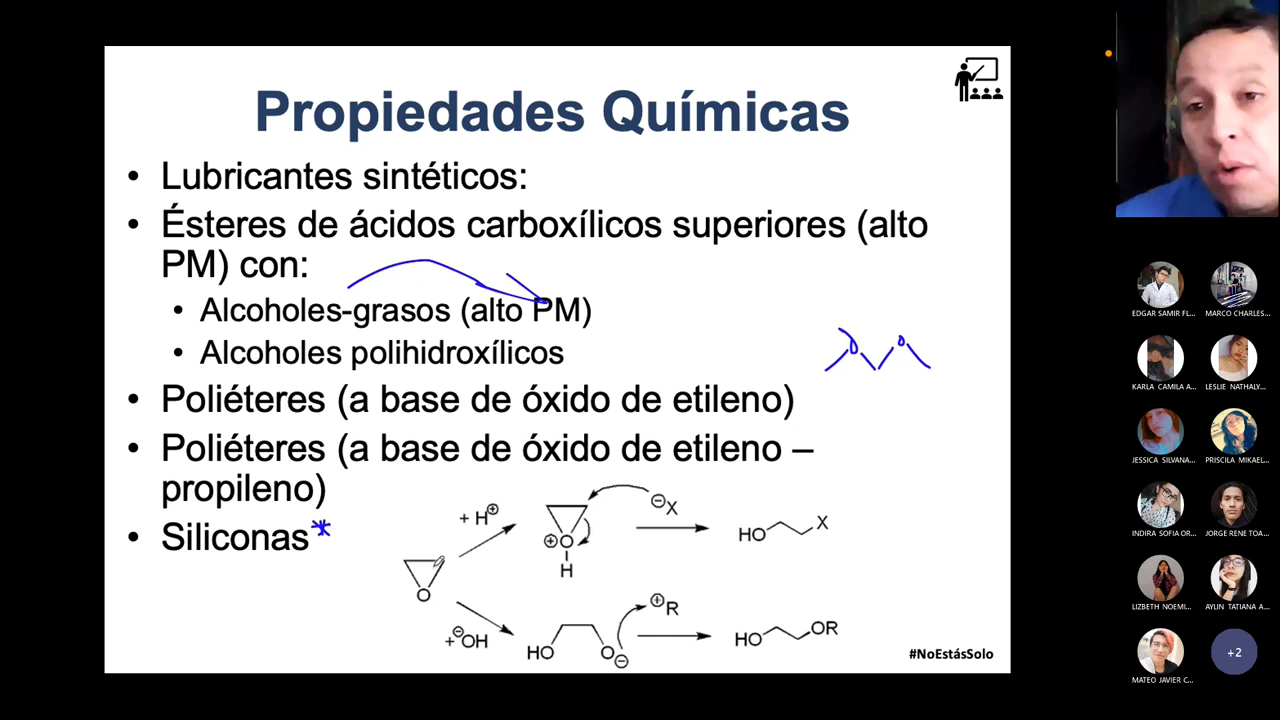 Propiedades Químicas
• Lubricantes sintéticos:
• Ésteres de ácidos carboxílicos superiores (alto
PM) con:
• Alcoholes-grasos (alto PM)
• Alcoholes polihidroxílicos
• Poliéteres (a base de óxido de etileno)
• Poliéteres (a base de óxido de etileno –
propileno)
• Siliconas*
+ H⊕
⊖X
⊕O
H
HO X
O
+⊖OH
HO O⊖
⊕R
HO OR
#NoEstásSolo
EDGAR SAMIR FL...
MARCO CHARLES...
KARLA CAMILA A...
LESLIE NATHALY...
JESSICA SILVANA...
PRISCILA MIKAEL...
INDIRA SOFIA OR...
JORGE RENE TOA...
LIZBETH NOEMI...
AYLIN TATIANA A...
MATEO JAVIER C...
+2